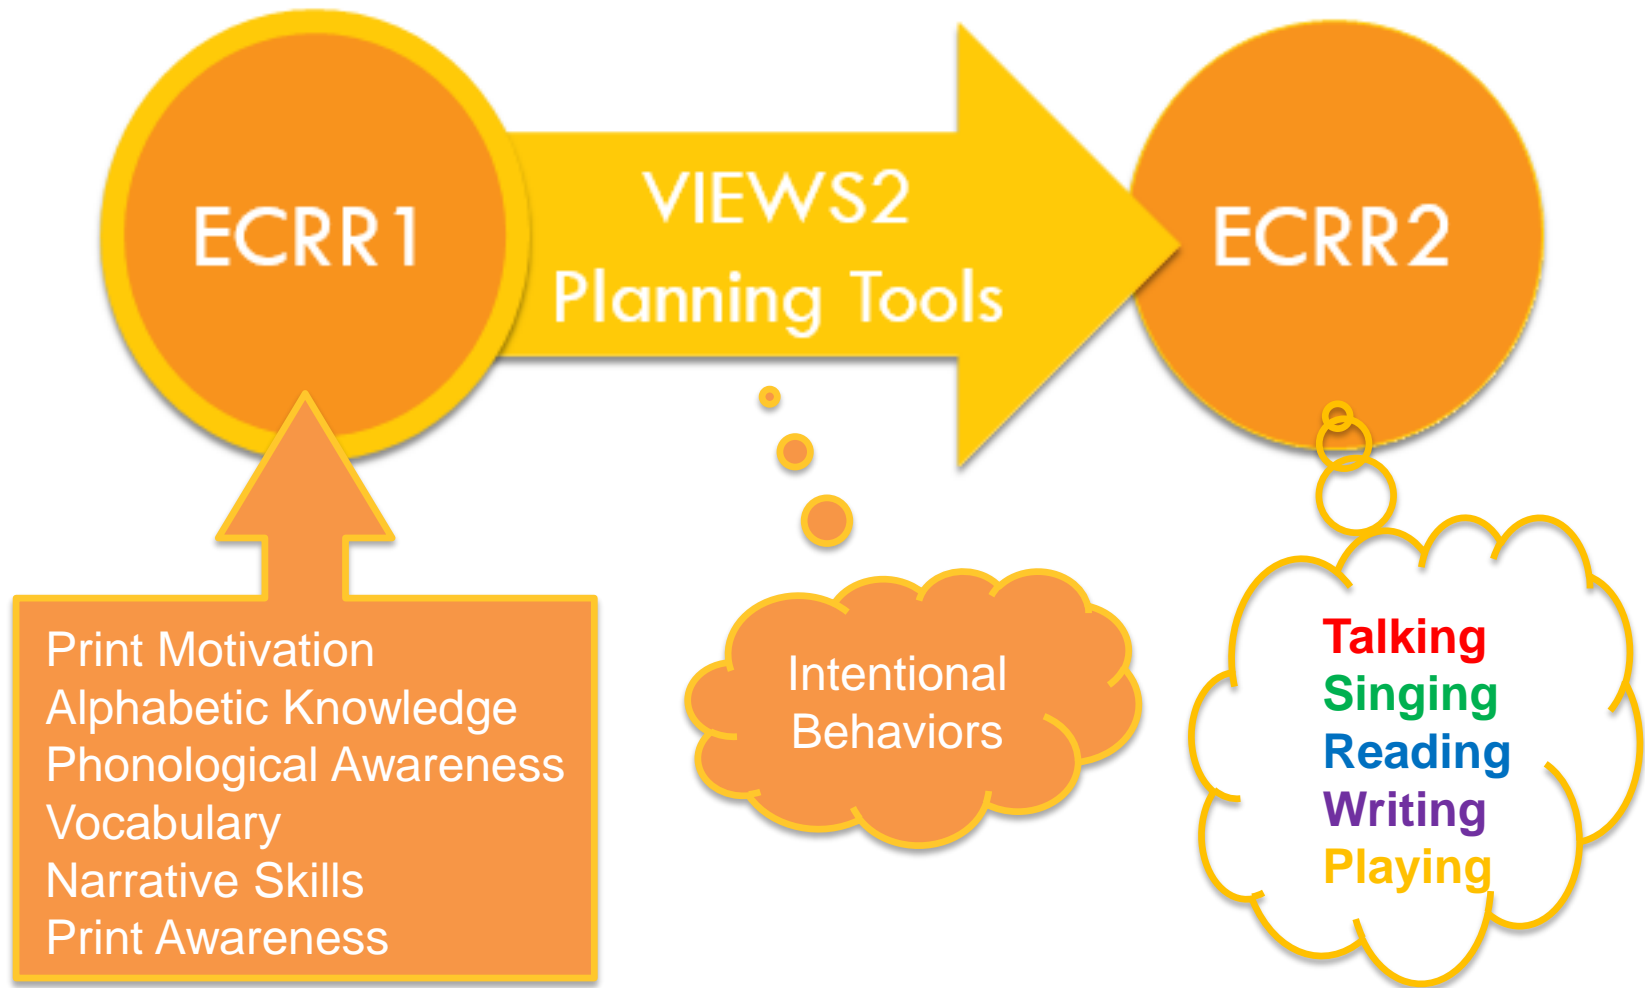 ECRR1
VIEWS2
Planning Tools
ECRR2
Print Motivation
Alphabetic Knowledge
Phonological Awareness
Vocabulary
Narrative Skills
Print Awareness
Intentional
Behaviors
Talking
Singing
Reading
Writing
Playing